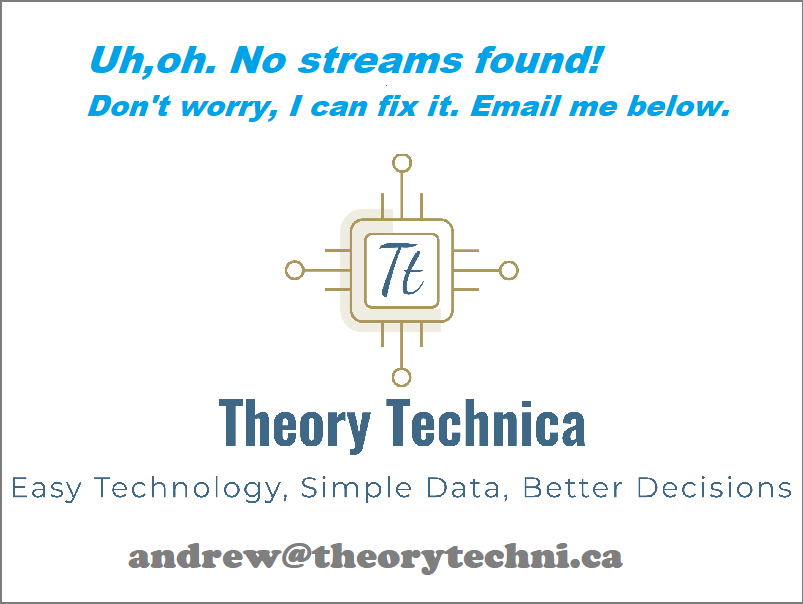 Uh,oh. No streams found!
Don't worry, I can fix it. Email me below.
Tt
Theory Technica
Easy Technology, Simple Data, Better Decisions
andrew@theorytechni.ca